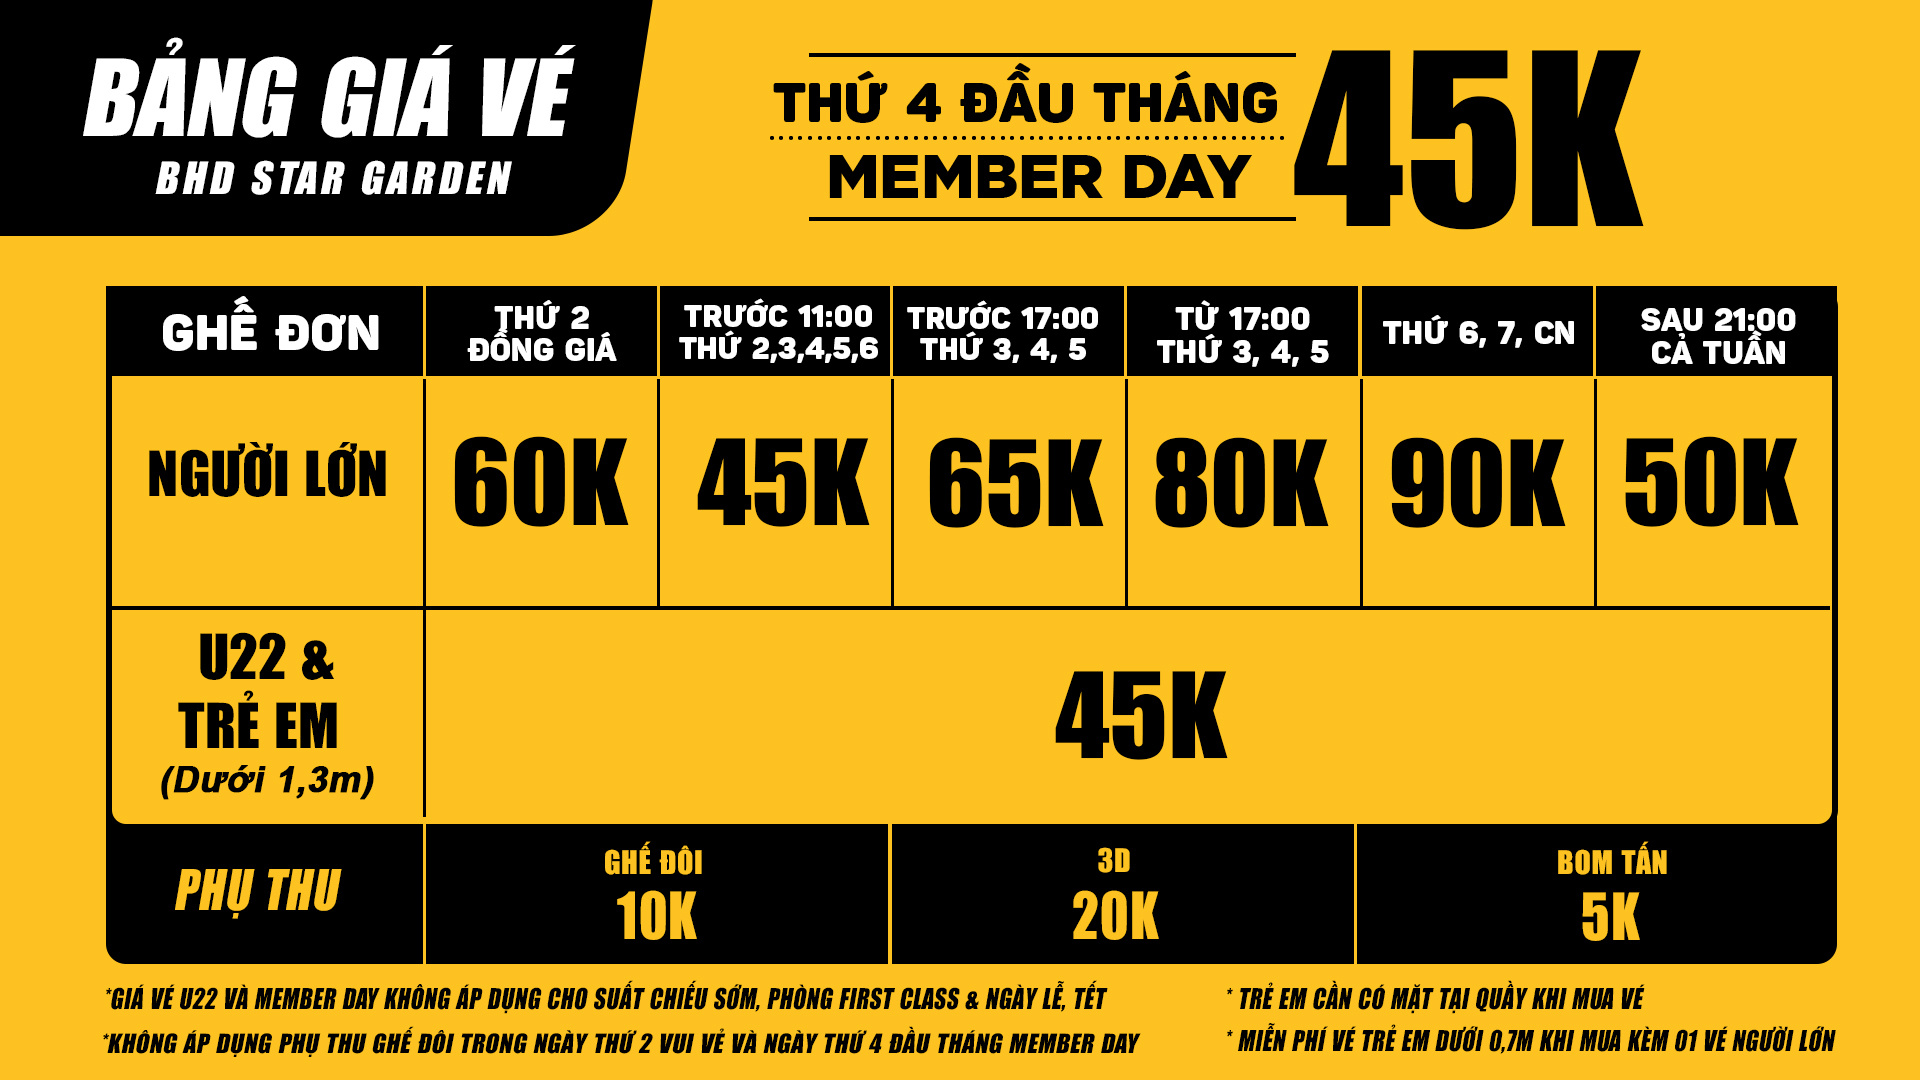 BẢNG GIÁ VÉ
BHD STAR GARDEN
THỨ 4 ĐẦU THÁNG
MEMBER DAY
45K
GHẾ ĐƠN
THỨ 2
ĐỒNG GIÁ
TRƯỚC 11:00
THỨ 2,3,4,5,6
TRƯỚC 17:00
THỨ 3, 4, 5
TỪ 17:00
THỨ 3, 4, 5
THỨ 6, 7, CN
SAU 21:00
CẢ TUẦN
NGƯỜI LỚN
60K
45K
65K
80K
90K
50K
U22 &
TRẺ EM
(Dưới 1,3m)
45K
PHỤ THU
GHẾ ĐÔI
10K
3D
20K
BOM TẤN
5K
*GIÁ VÉ U22 VÀ MEMBER DAY KHÔNG ÁP DỤNG CHO SUẤT CHIẾU SỚM, PHÒNG FIRST CLASS & NGÀY LỄ, TẾT
*KHÔNG ÁP DỤNG PHỤ THU GHẾ ĐÔI TRONG NGÀY THỨ 2 VUI VẺ VÀ NGÀY THỨ 4 ĐẦU THÁNG MEMBER DAY
* TRẺ EM CẦN CÓ MẶT TẠI QUẦY KHI MUA VÉ
* MIỄN PHÍ VÉ TRẺ EM DƯỚI 0,7M KHI MUA KÈM 01 VÉ NGƯỜI LỚN